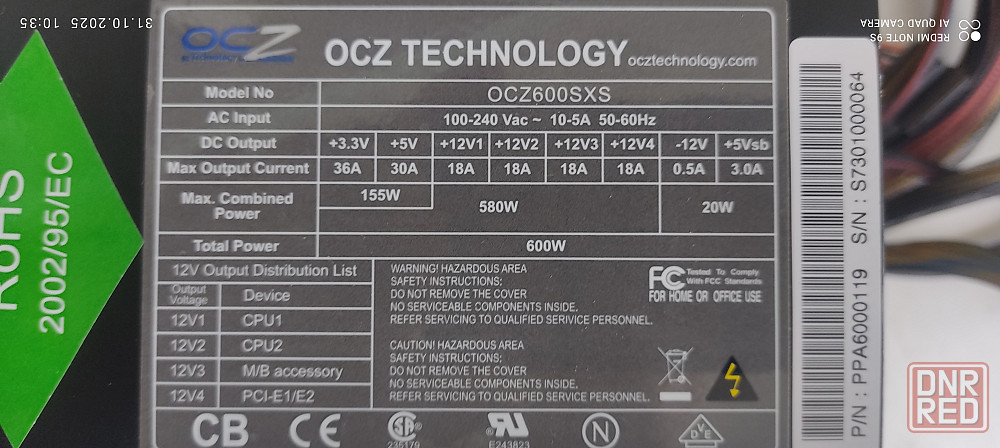 31.10.2025 10:35
REDMI NOTE 9S
AI QUAD CAMERA
RoHS
2002/95/EC
OCZ
OCZ TECHNOLOGY ocztechnology.com
Model No OCZ600SXS
AC Input 100-240 Vac ~ 10-5A 50-60Hz
DC Output +3.3V +5V +12V1 +12V2 +12V3 +12V4 -12V +5Vsb
Max Output Current 36A 30A 18A 18A 18A 18A 0.5A 3.0A
Max. Combined Power 155W 580W 20W
Total Power 600W
12V Output Distribution List
Output Voltage Device
12V1 CPU1
12V2 CPU2
12V3 M/B accessory
12V4 PCI-E1/E2
WARNING! HAZARDOUS AREA
SAFETY INSTRUCTIONS:
DO NOT REMOVE THE COVER
NO SERVICEABLE COMPONENTS INSIDE.
REFER SERVICING TO QUALIFIED SERVICE PERSONNEL.
CAUTION! HAZARDOUS AREA
SAFETY INSTRUCTIONS:
DO NOT REMOVE THE COVER
NO SERVICEABLE COMPONENTS INSIDE.
REFER SERVICING TO QUALIFIED SERVICE PERSONNEL.
FC Tested To Comply
With FCC Standards
FOR HOME OR OFFICE USE
CB CE N
E243823
VDE
P/N : PPA6000119 S/N : S7301000064
DNR
RED